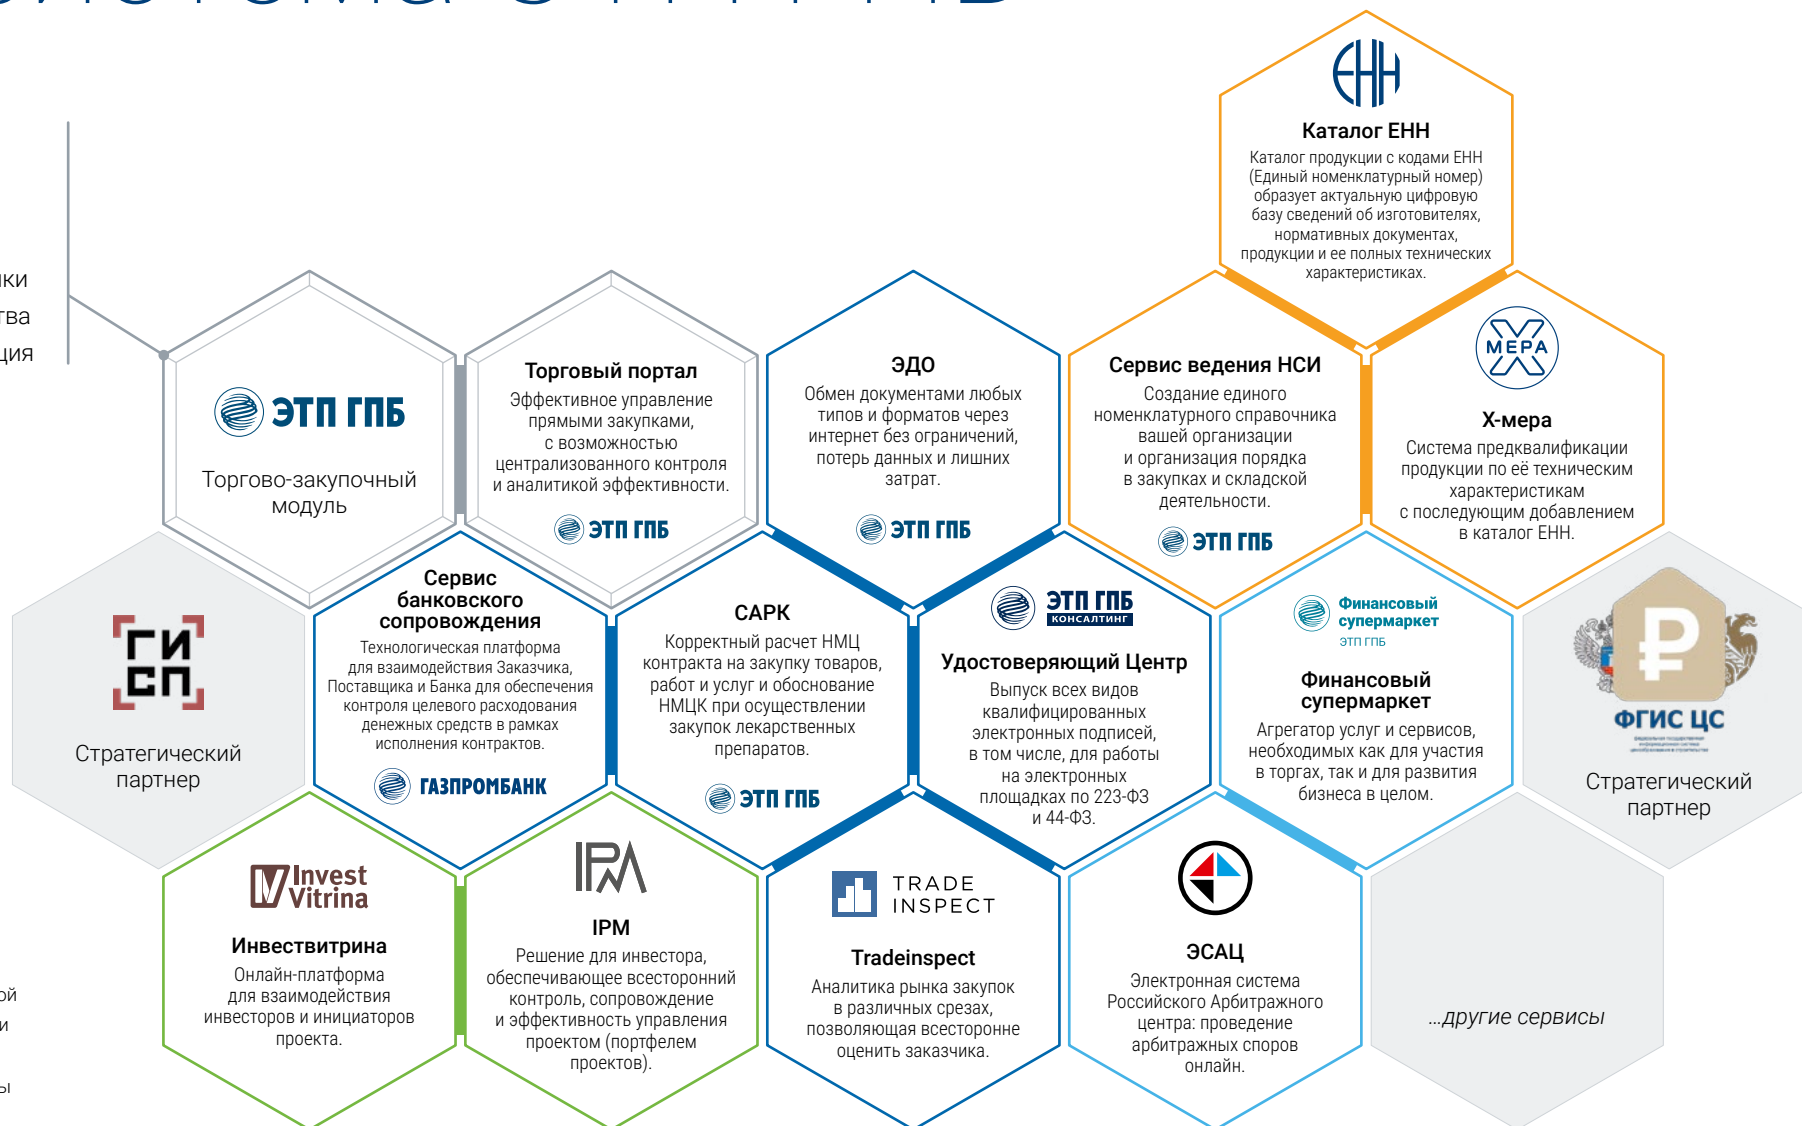 ЕНН
Каталог ЕНН
Каталог продукции с кодами ЕНН
(Единый номенклатурный номер)
образует актуальную цифровую
базу сведений об изготовителях,
нормативных документах,
продукции и ее полных технических
характеристиках.
ЭТП ГПБ
Торгово-закупочный
модуль
Торговый портал
Эффективное управление
прямыми закупками,
с возможностью
централизованного контроля
и аналитикой эффективности.
ЭТП ГПБ
ЭДО
Обмен документами любых
типов и форматов через
интернет без ограничений,
потерь данных и лишних
затрат.
ЭТП ГПБ
Сервис ведения НСИ
Создание единого
номенклатурного справочника
вашей организации
и организация порядка
в закупках и складской
деятельности.
ЭТП ГПБ
МЕРА
Х-мера
Система предквалификации
продукции по её техническим
характеристикам
с последующим добавлением
в каталог ЕНН.
ГИСП
Стратегический
партнер
Сервис
банковского
сопровождения
Технологическая платформа
для взаимодействия Заказчика,
Поставщика и Банка для обеспечения
контроля целевого расходования
денежных средств в рамках
исполнения контрактов.
ГАЗПРОМБАНК
САРК
Корректный расчет НМЦ
контракта на закупку товаров,
работ и услуг и обоснование
НМЦК при осуществлении
закупок лекарственных
препаратов.
ЭТП ГПБ
ЭТП ГПБ
КОНСАЛТИНГ
Удостоверяющий Центр
Выпуск всех видов
квалифицированных
электронных подписей,
в том числе, для работы
на электронных
площадках по 223-ФЗ
и 44-ФЗ.
Финансовый
супермаркет
ЭТП ГПБ
Финансовый
супермаркет
Агрегатор услуг и сервисов,
необходимых как для участия
в торгах, так и для развития
бизнеса в целом.
ФГИС ЦС
Стратегический
партнер
Invest
Vitrina
Инвествитрина
Онлайн-платформа
для взаимодействия
инвесторов и инициаторов
проекта.
IPM
IPM
Решение для инвестора,
обеспечивающее всесторонний
контроль, сопровождение
и эффективность управления
проектом (портфелем
проектов).
TRADE
INSPECT
Tradeinspect
Аналитика рынка закупок
в различных срезах,
позволяющая всесторонне
оценить заказчика.
ЭСАЦ
Электронная система
Российского Арбитражного
центра: проведение
арбитражных споров
онлайн.
...другие сервисы